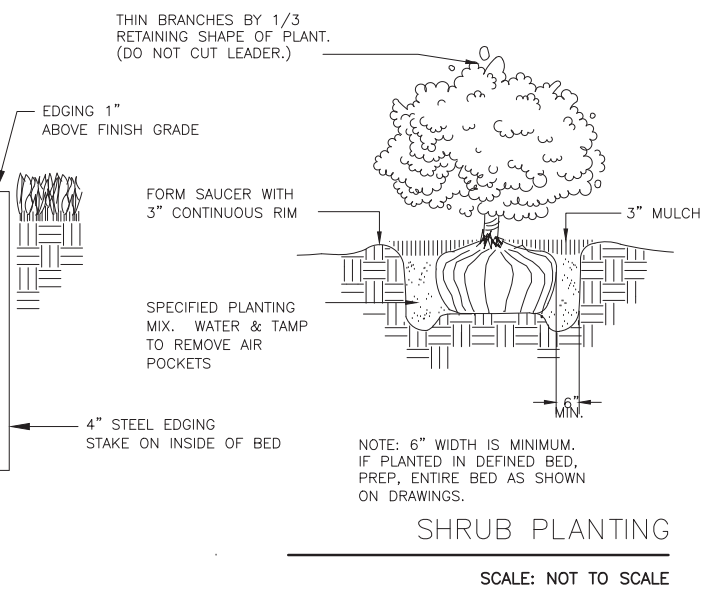 THIN BRANCHES BY 1/3
RETAINING SHAPE OF PLANT.
(DO NOT CUT LEADER.)
EDGING 1”
ABOVE FINISH GRADE
FORM SAUCER WITH
3” CONTINUOUS RIM
3” MULCH
SPECIFIED PLANTING
MIX. WATER & TAMP
TO REMOVE AIR
POCKETS
6”
MIN.
4” STEEL EDGING
STAKE ON INSIDE OF BED
NOTE: 6” WIDTH IS MINIMUM.
IF PLANTED IN DEFINED BED,
PREP, ENTIRE BED AS SHOWN
ON DRAWINGS.
SHRUB PLANTING
SCALE: NOT TO SCALE